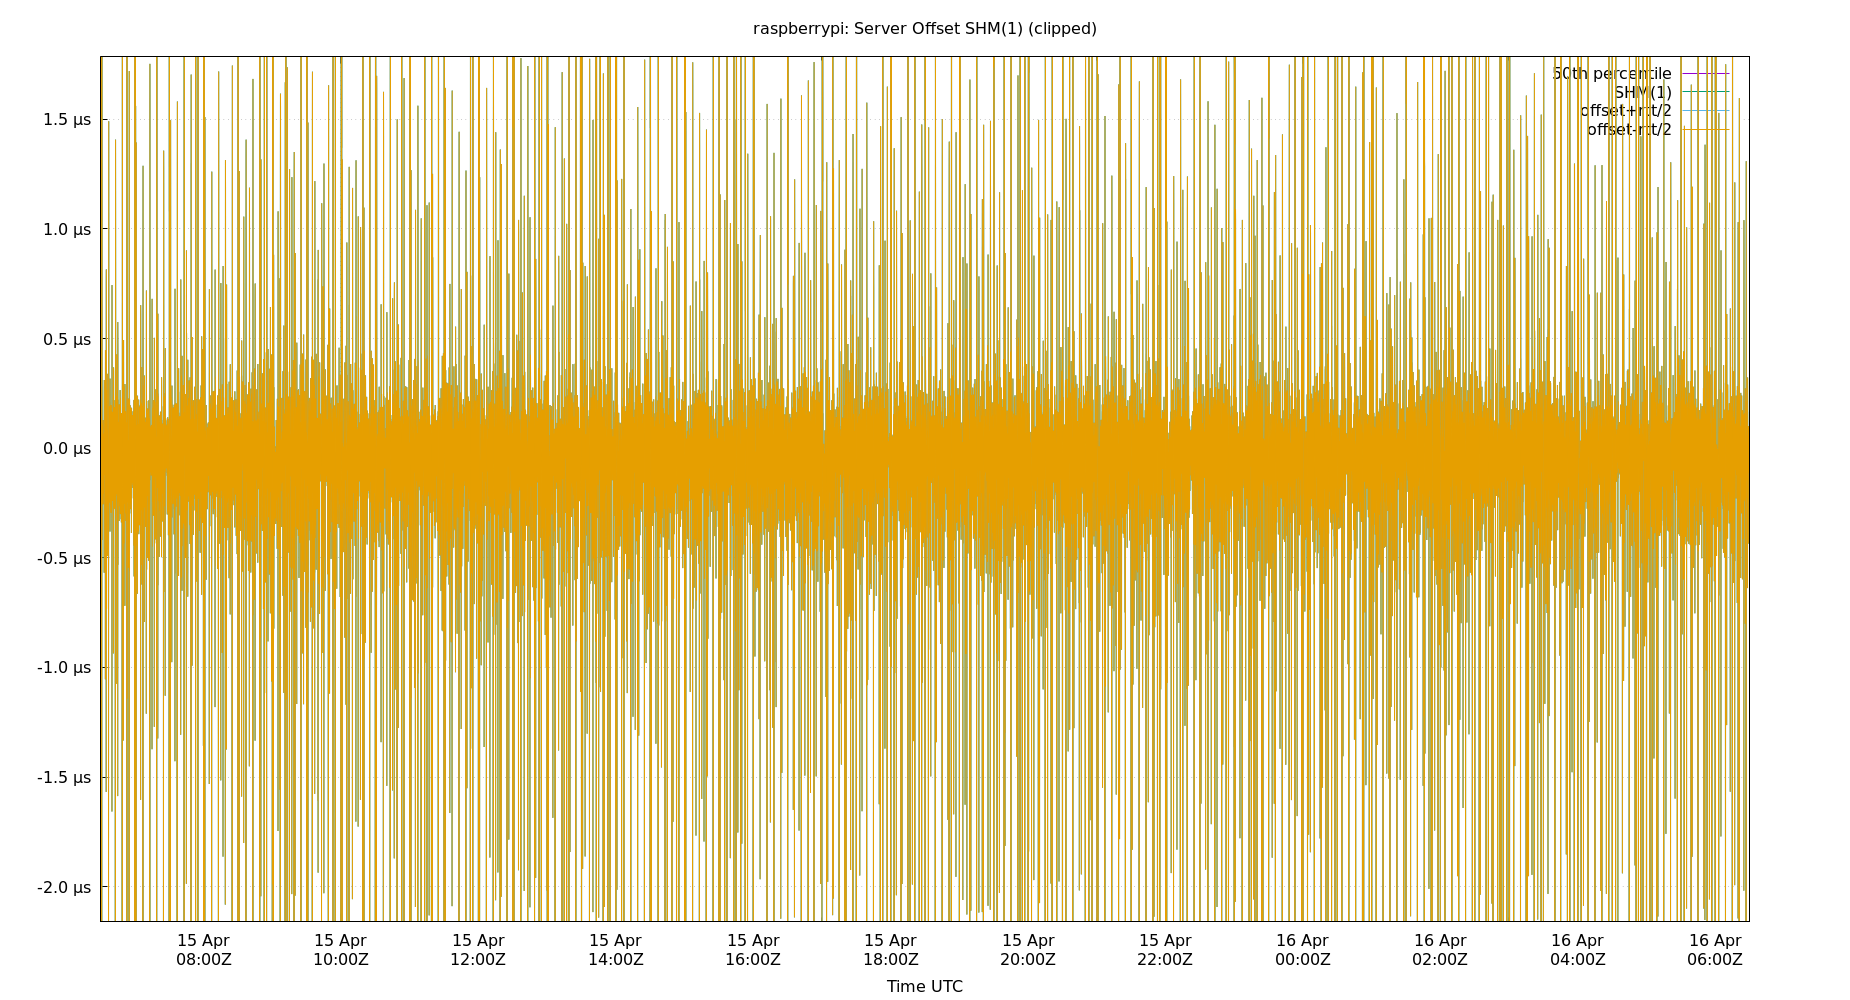 raspberrypi: Server Offset SHM(1) (clipped)
50th percentile
SHM(1)
offset+rtt/2
offset-rtt/2
1.5 µs
1.0 µs
0.5 µs
0.0 µs
-0.5 µs
-1.0 µs
-1.5 µs
-2.0 µs
15 Apr 15 Apr 15 Apr 15 Apr 15 Apr 15 Apr 15 Apr 15 Apr 16 Apr 16 Apr 16 Apr 16 Apr
08:00Z 10:00Z 12:00Z 14:00Z 16:00Z 18:00Z 20:00Z 22:00Z 00:00Z 02:00Z 04:00Z 06:00Z
Time UTC